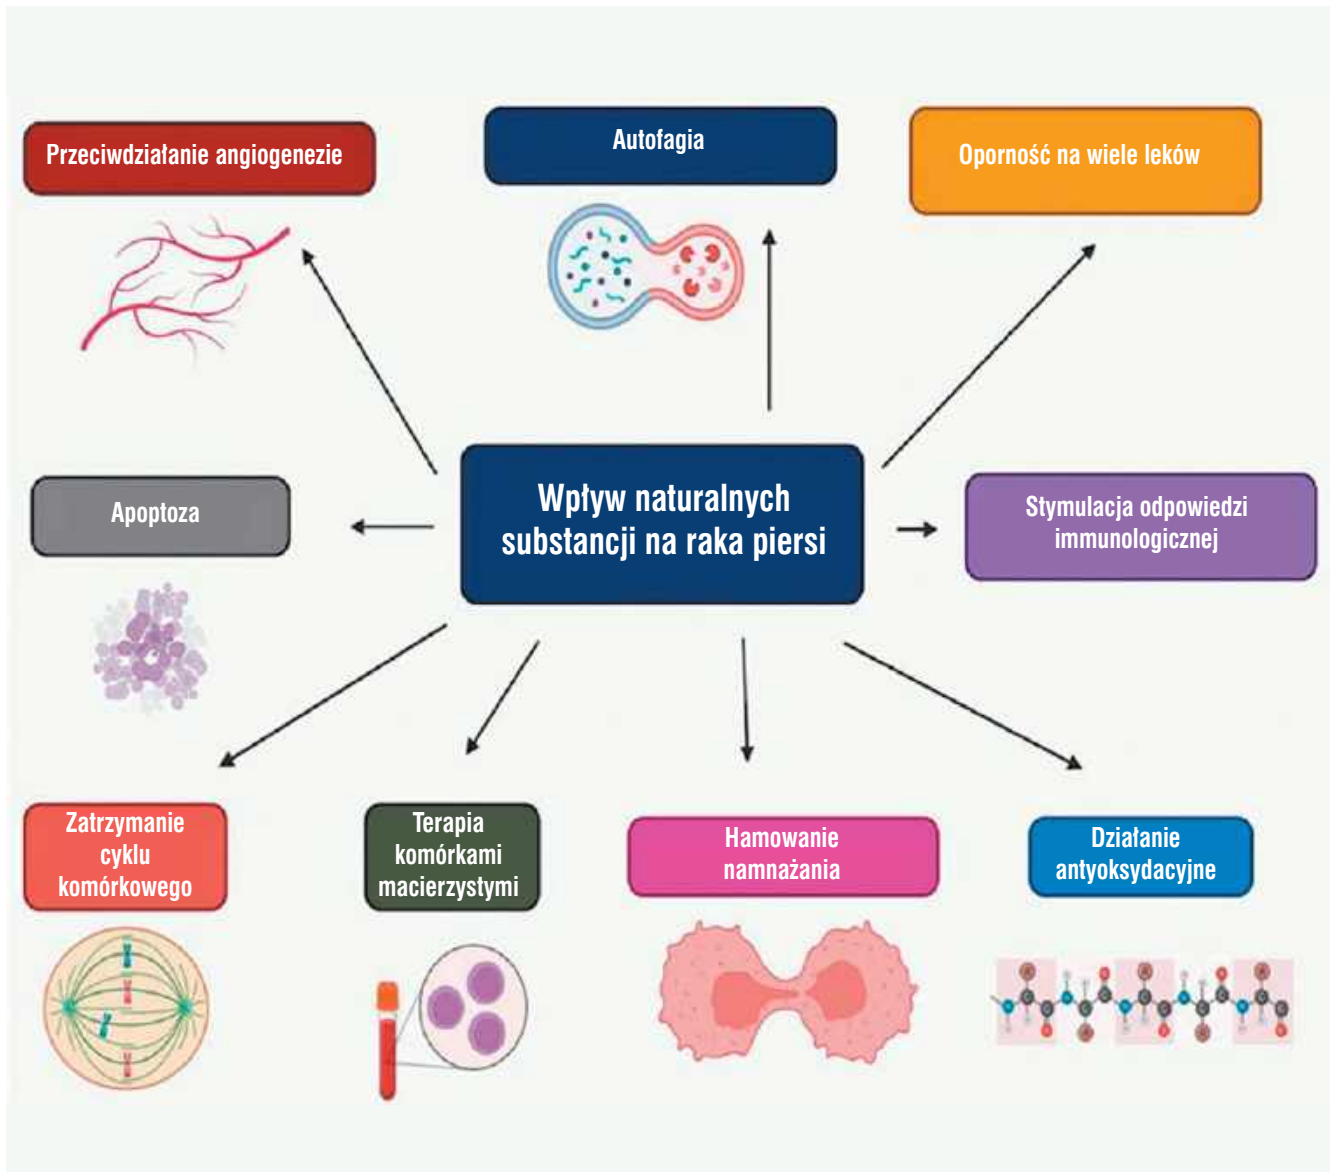 Przeciwdziałanie angiogenezie
Autofagia
Oporność na wiele leków
Apoptoza
Wpływ naturalnych
substancji na raka piersi
Stymulacja odpowiedzi
immunologicznej
Zatrzymanie
cyklu
komórkowego
Terapia
komórkami
macierzystymi
Hamowanie
namnażania
Działanie
antyoksydacyjne